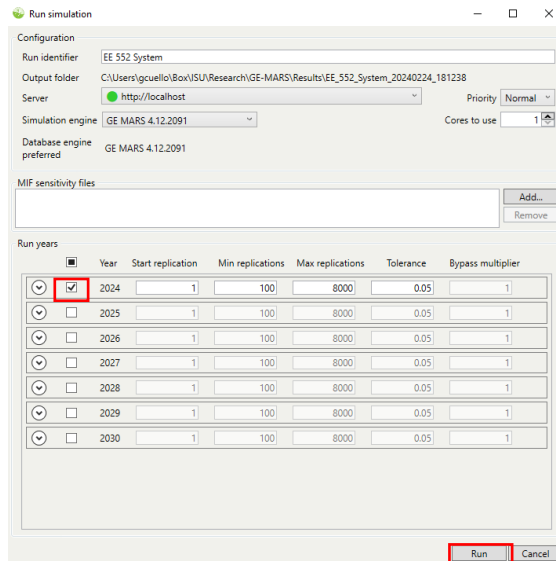 Run simulation
Configuration
Run identifier EE 552 System
Output folder C:\Users\gcuello\Box\ISU\Research\GE-MARS\Results\EE_552_System_20240224_181238
Server http://localhost Priority Normal
Simulation engine GE MARS 4.12.2091 Cores to use 1
Database engine preferred GE MARS 4.12.2091
MIF sensitivity files
Add...
Remove
Run years
Year Start replication Min replications Max replications Tolerance Bypass multiplier
2024 1 100 8000 0.05 1
2025 1 100 8000 0.05 1
2026 1 100 8000 0.05 1
2027 1 100 8000 0.05 1
2028 1 100 8000 0.05 1
2029 1 100 8000 0.05 1
2030 1 100 8000 0.05 1
Run Cancel